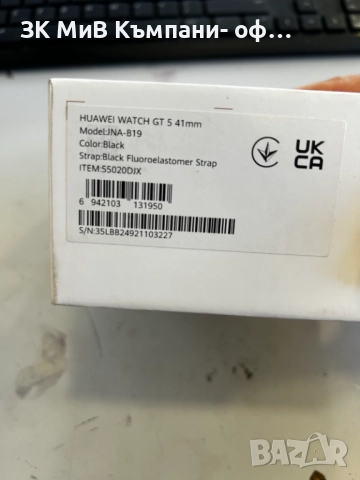 ЗК МиВ Къмпани - оф...
HUAWEI WATCH GT 5 41mm
Model:JNA-B19
Color:Black
Strap:Black Fluoroelastomer Strap
ITEM:55020DJX
6 942103 131950
S/N:35LBB24921103227
UK
CA
BAZAR